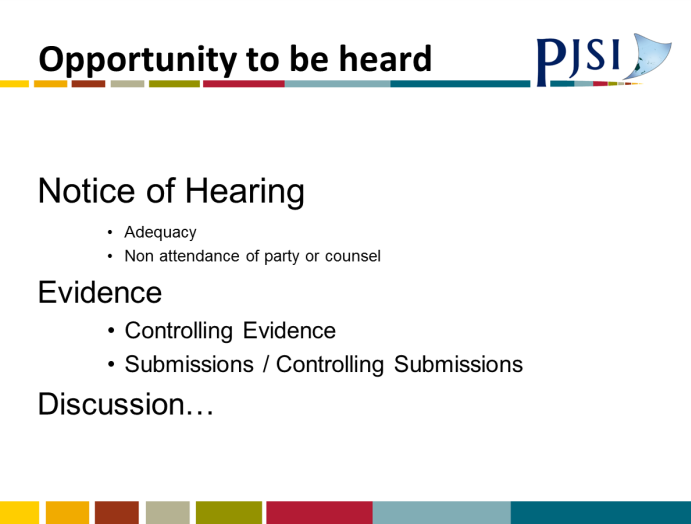 Opportunity to be heard
PJSI
Notice of Hearing
• Adequacy
• Non attendance of party or counsel
Evidence
• Controlling Evidence
• Submissions / Controlling Submissions
Discussion…